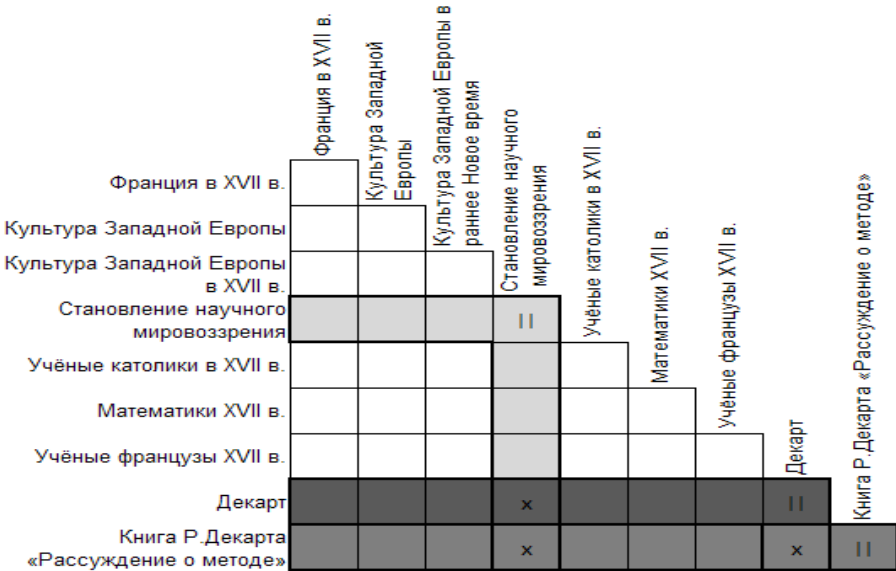 Франция в XVII в.
Культура Западной
Европы
Культура Западной Европы в
раннее Новое время
Становление научного
мировоззрения
Учёные католики в XVII в.
Математики XVII в.
Учёные французы XVII в.
Декарт
Книга Р.Декарта «Рассуждение о методе»
Франция в XVII в.
Культура Западной Европы
Культура Западной Европы
в XVII в.
Становление научного
мировоззрения
II
Учёные католики в XVII в.
Математики XVII в.
Учёные французы XVII в.
Декарт
x II
Книга Р.Декарта
«Рассуждение о методе»
x x II